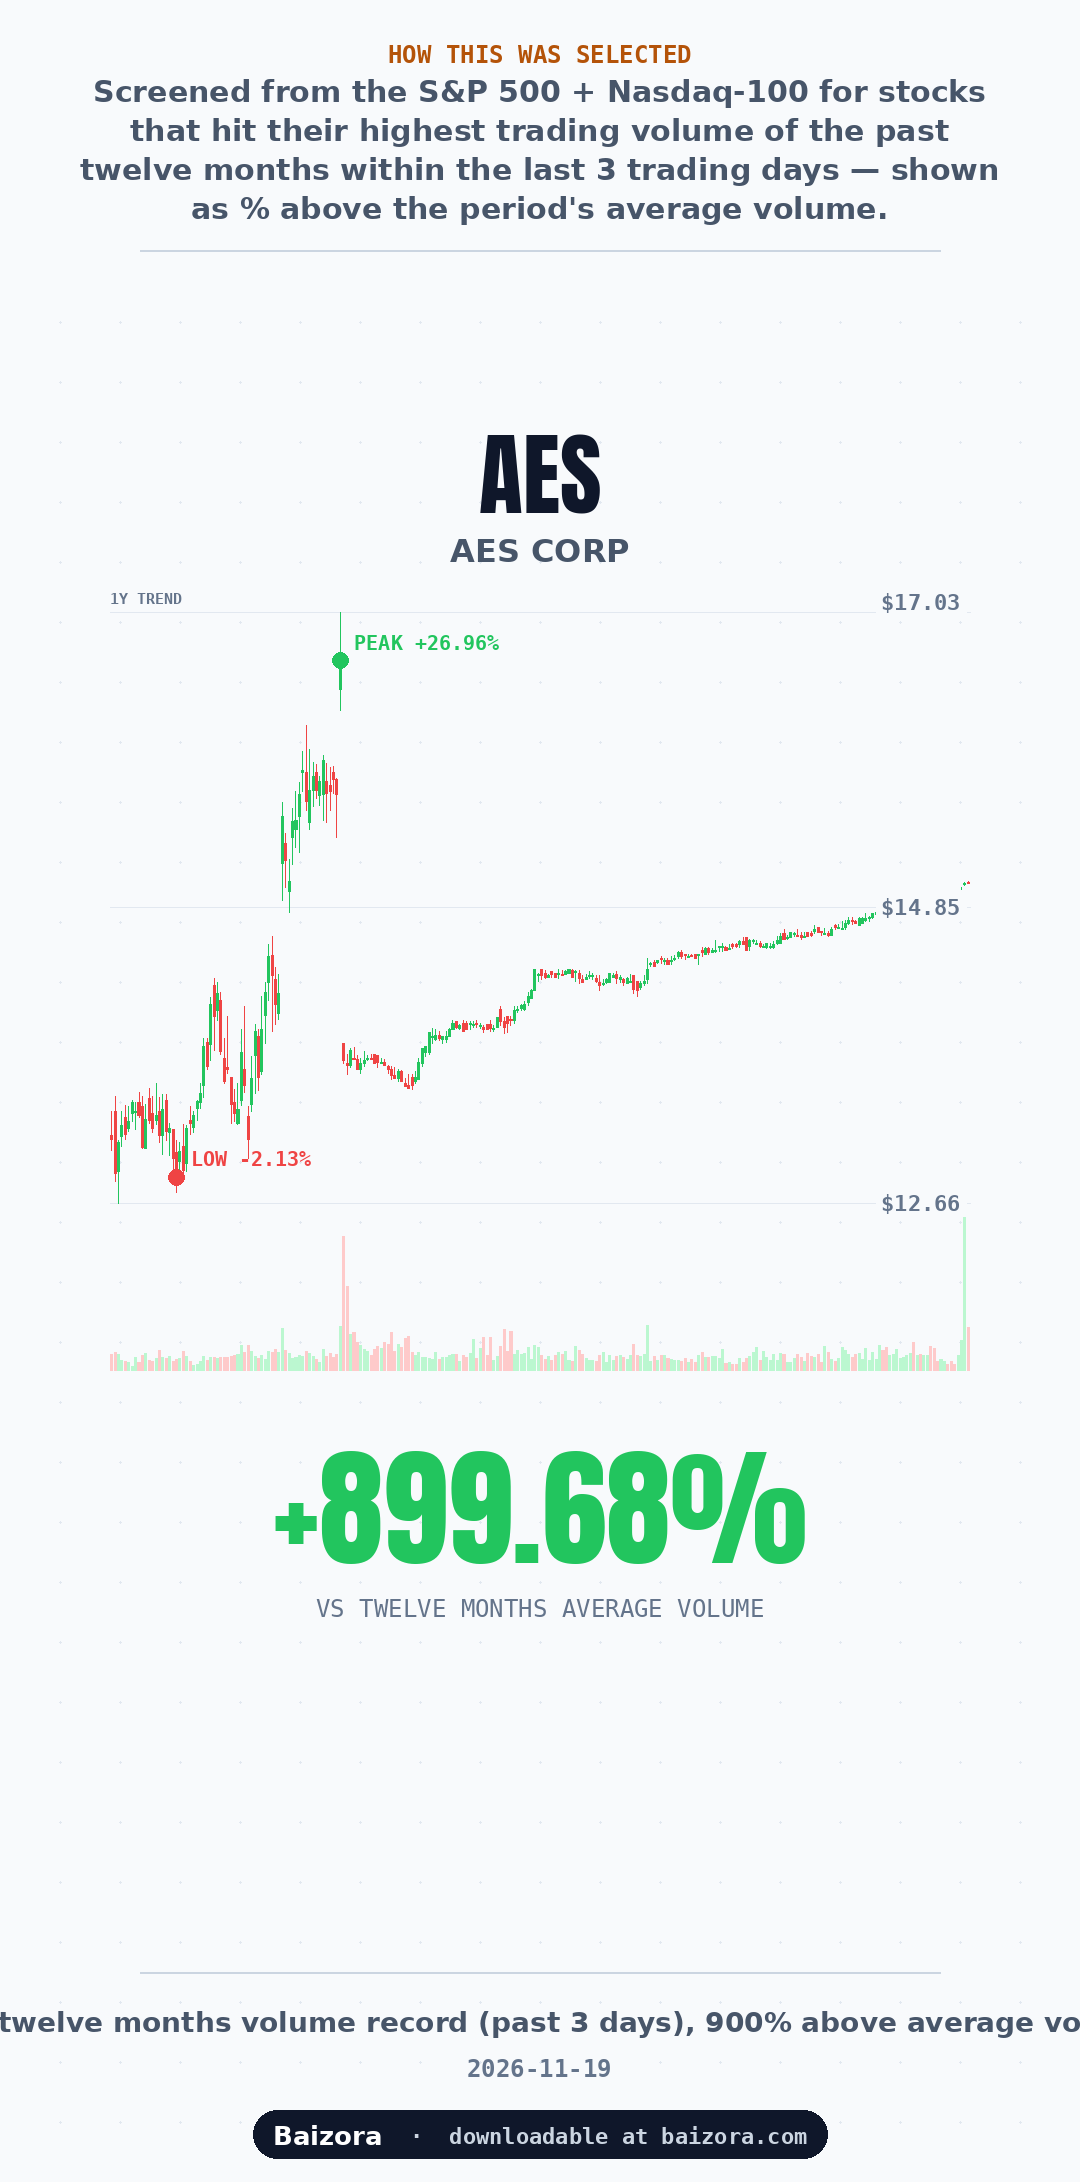 HOW THIS WAS SELECTED
Screened from the S&P 500 + Nasdaq-100 for stocks
that hit their highest trading volume of the past
twelve months within the last 3 trading days — shown
as % above the period's average volume.
AES
AES CORP
1Y TREND
$17.03
PEAK +26.96%
$14.85
LOW -2.13%
$12.66
+899.68%
VS TWELVE MONTHS AVERAGE VOLUME
twelve months volume record (past 3 days), 900% above average vo
2026-11-19
Baizora · downloadable at baizora.com